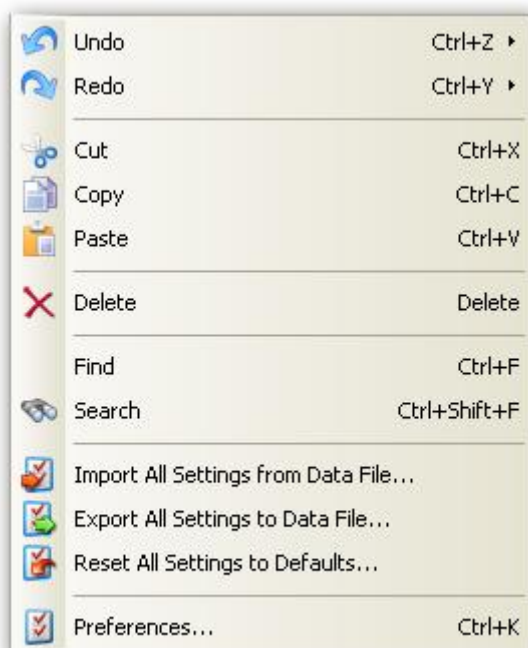 Undo Ctrl+Z
Redo Ctrl+Y
Cut Ctrl+X
Copy Ctrl+C
Paste Ctrl+V
Delete Delete
Find Ctrl+F
Search Ctrl+Shift+F
Import All Settings from Data File...
Export All Settings to Data File...
Reset All Settings to Defaults...
Preferences... Ctrl+K